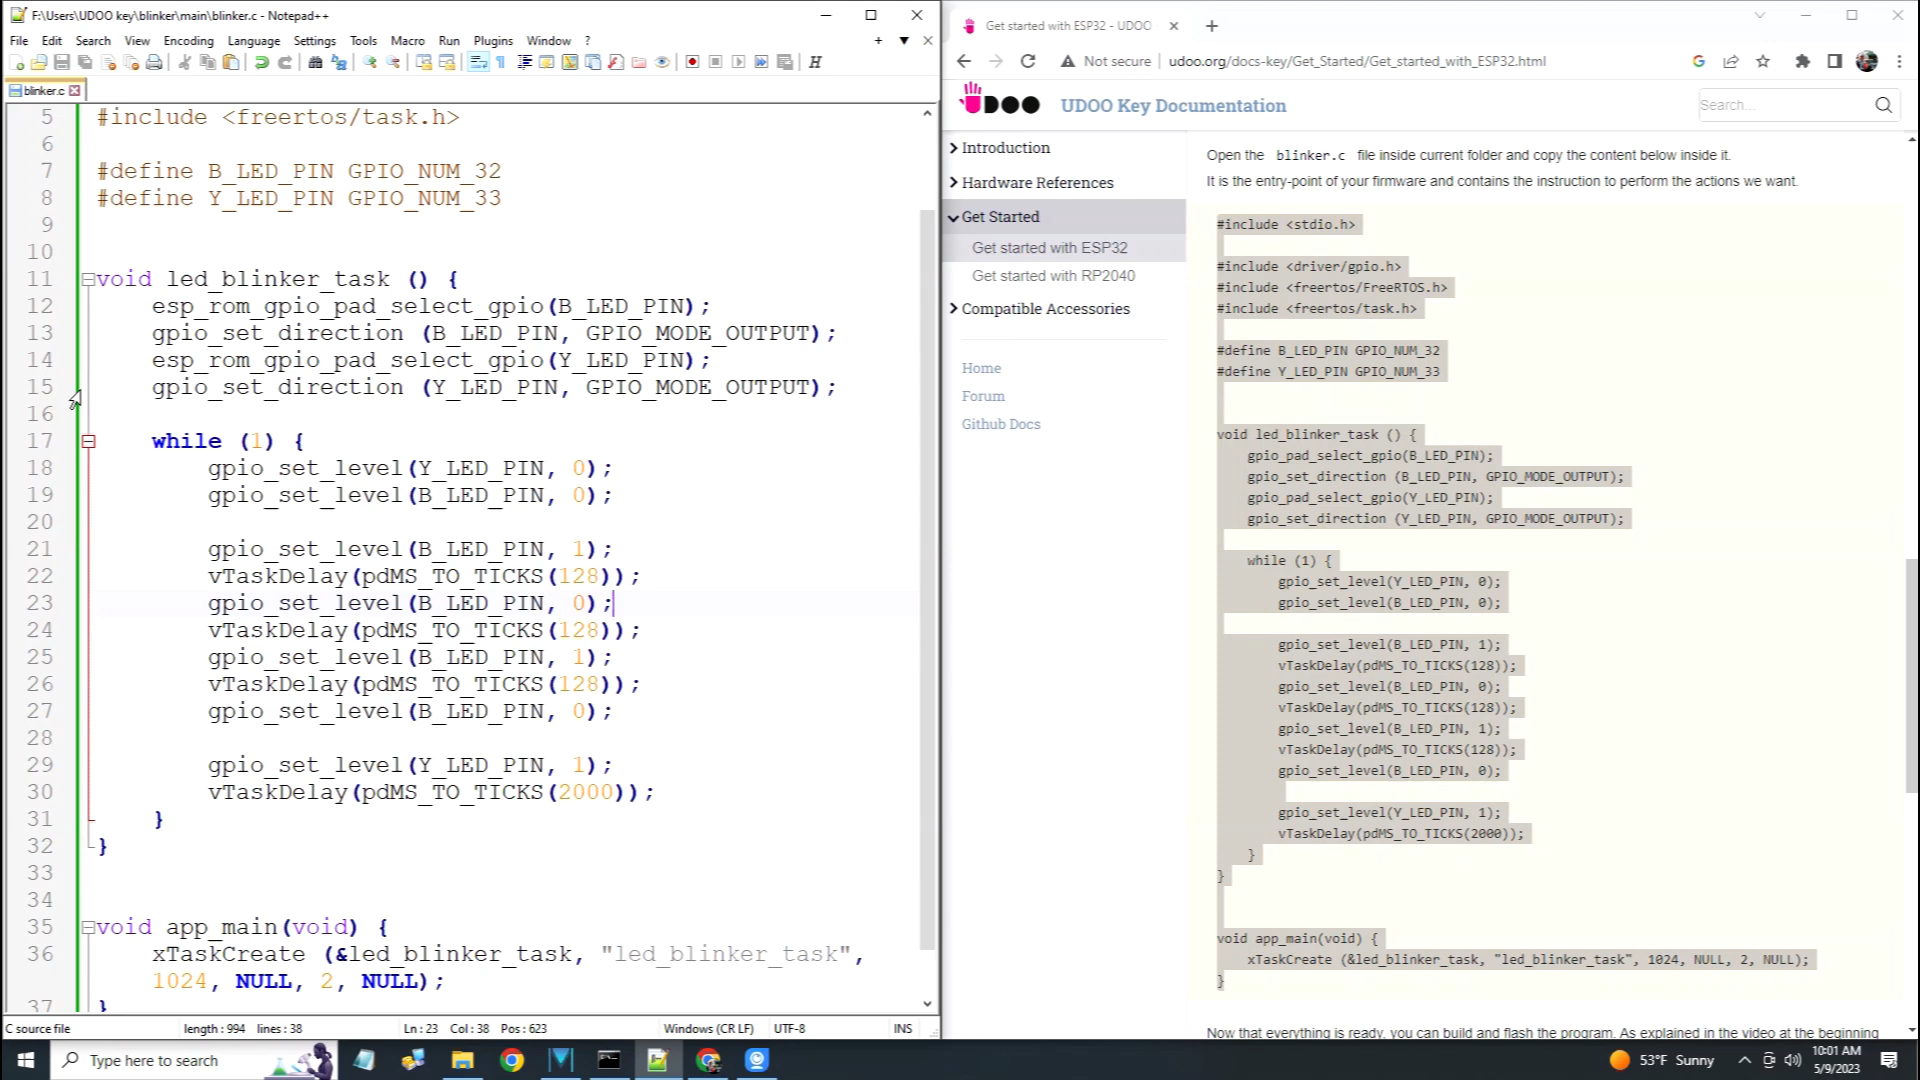 F:\Users\UDOO key\blinker\main\blinker.c - Notepad++
File Edit Search View Encoding Language Settings Tools Macro Run Plugins Window ?
blinker.c
5 #include <freertos/task.h>
6
7 #define B_LED_PIN GPIO_NUM_32
8 #define Y_LED_PIN GPIO_NUM_33
9
10
11 void led_blinker_task () {
12 esp_rom_gpio_pad_select_gpio(B_LED_PIN);
13 gpio_set_direction (B_LED_PIN, GPIO_MODE_OUTPUT);
14 esp_rom_gpio_pad_select_gpio(Y_LED_PIN);
15 gpio_set_direction (Y_LED_PIN, GPIO_MODE_OUTPUT);
16
17 while (1) {
18 gpio_set_level(Y_LED_PIN, 0);
19 gpio_set_level(B_LED_PIN, 0);
20
21 gpio_set_level(B_LED_PIN, 1);
22 vTaskDelay(pdMS_TO_TICKS(128));
23 gpio_set_level(B_LED_PIN, 0);
24 vTaskDelay(pdMS_TO_TICKS(128));
25 gpio_set_level(B_LED_PIN, 1);
26 vTaskDelay(pdMS_TO_TICKS(128));
27 gpio_set_level(B_LED_PIN, 0);
28
29 gpio_set_level(Y_LED_PIN, 1);
30 vTaskDelay(pdMS_TO_TICKS(2000));
31 }
32 }
33
34
35 void app_main(void) {
36 xTaskCreate (&led_blinker_task, "led_blinker_task",
1024, NULL, 2, NULL);
37 }
C source file length : 994 lines : 38 Ln : 23 Col : 38 Pos : 623 Windows (CR LF) UTF-8 INS
Get started with ESP32 - UDOO
Not secure udoo.org/docs-key/Get_Started/Get_started_with_ESP32.html
UDOO UDOO Key Documentation
Search...
Introduction
Hardware References
Get Started
Get started with ESP32
Get started with RP2040
Compatible Accessories
Home
Forum
Github Docs
Open the blinker.c file inside current folder and copy the content below inside it.
It is the entry-point of your firmware and contains the instruction to perform the actions we want.
#include <stdio.h>
#include <driver/gpio.h>
#include <freertos/FreeRTOS.h>
#include <freertos/task.h>
#define B_LED_PIN GPIO_NUM_32
#define Y_LED_PIN GPIO_NUM_33
void led_blinker_task () {
gpio_pad_select_gpio(B_LED_PIN);
gpio_set_direction (B_LED_PIN, GPIO_MODE_OUTPUT);
gpio_pad_select_gpio(Y_LED_PIN);
gpio_set_direction (Y_LED_PIN, GPIO_MODE_OUTPUT);
while (1) {
gpio_set_level(Y_LED_PIN, 0);
gpio_set_level(B_LED_PIN, 0);
gpio_set_level(B_LED_PIN, 1);
vTaskDelay(pdMS_TO_TICKS(128));
gpio_set_level(B_LED_PIN, 0);
vTaskDelay(pdMS_TO_TICKS(128));
gpio_set_level(B_LED_PIN, 1);
vTaskDelay(pdMS_TO_TICKS(128));
gpio_set_level(B_LED_PIN, 0);
gpio_set_level(Y_LED_PIN, 1);
vTaskDelay(pdMS_TO_TICKS(2000));
}
}
void app_main(void) {
xTaskCreate (&led_blinker_task, "led_blinker_task", 1024, NULL, 2, NULL);
}
Now that everything is ready, you can build and flash the program. As explained in the video at the beginning
Type here to search
53°F Sunny
10:01 AM
5/9/2023